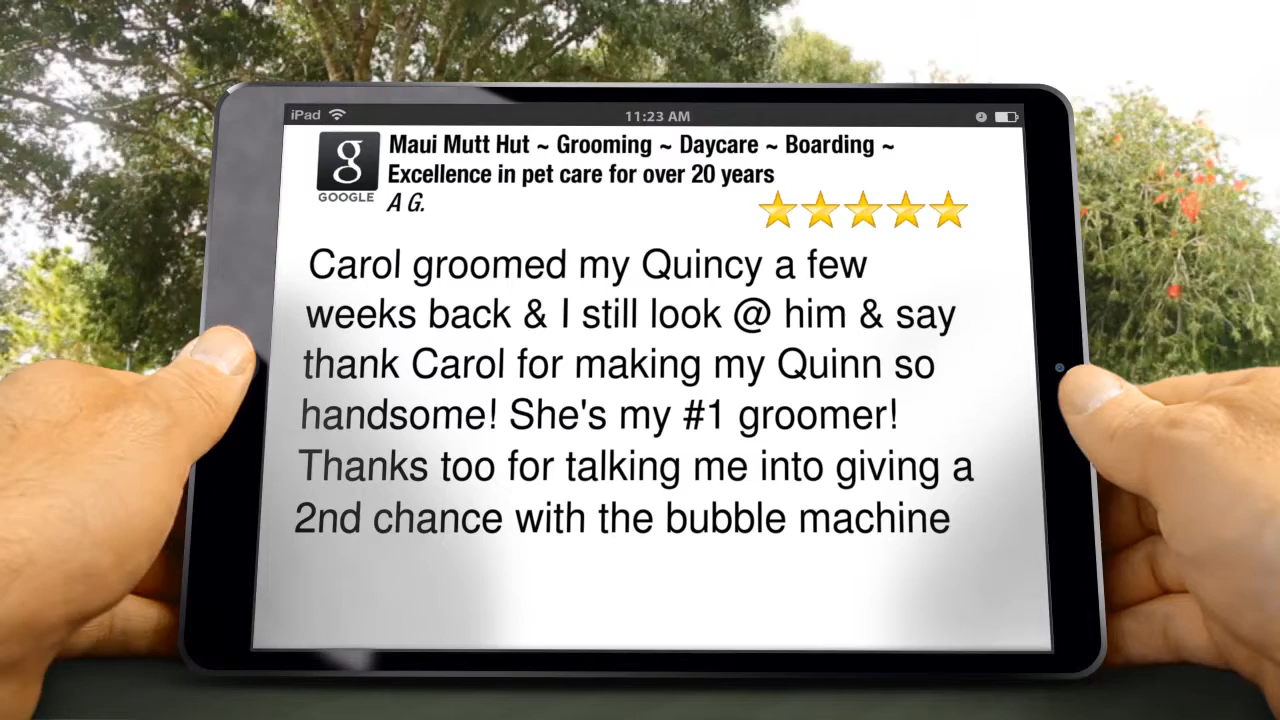 iPad 11:23 AM
g
GOOGLE
Maui Mutt Hut ~ Grooming ~ Daycare ~ Boarding ~
Excellence in pet care for over 20 years
A G.
Carol groomed my Quincy a few
weeks back & I still look @ him & say
thank Carol for making my Quinn so
handsome! She's my #1 groomer!
Thanks too for talking me into giving a
2nd chance with the bubble machine